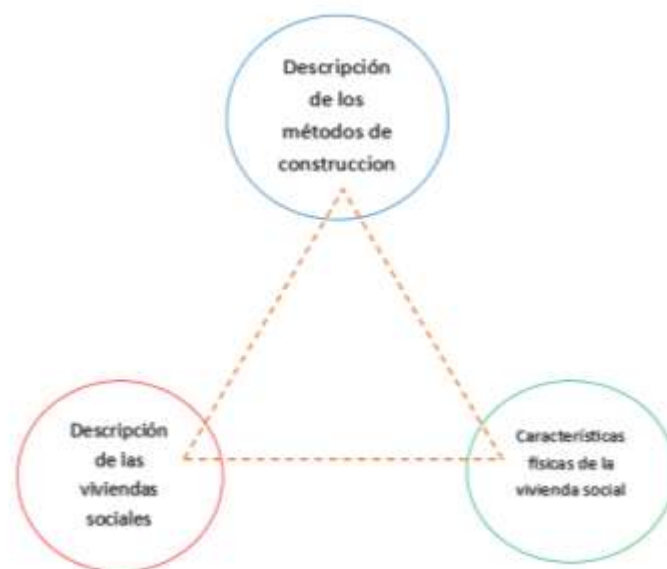 Descripción
de los
métodos de
construccion
Descripción
de las
viviendas
sociales
Características
físicas de la
vivienda social